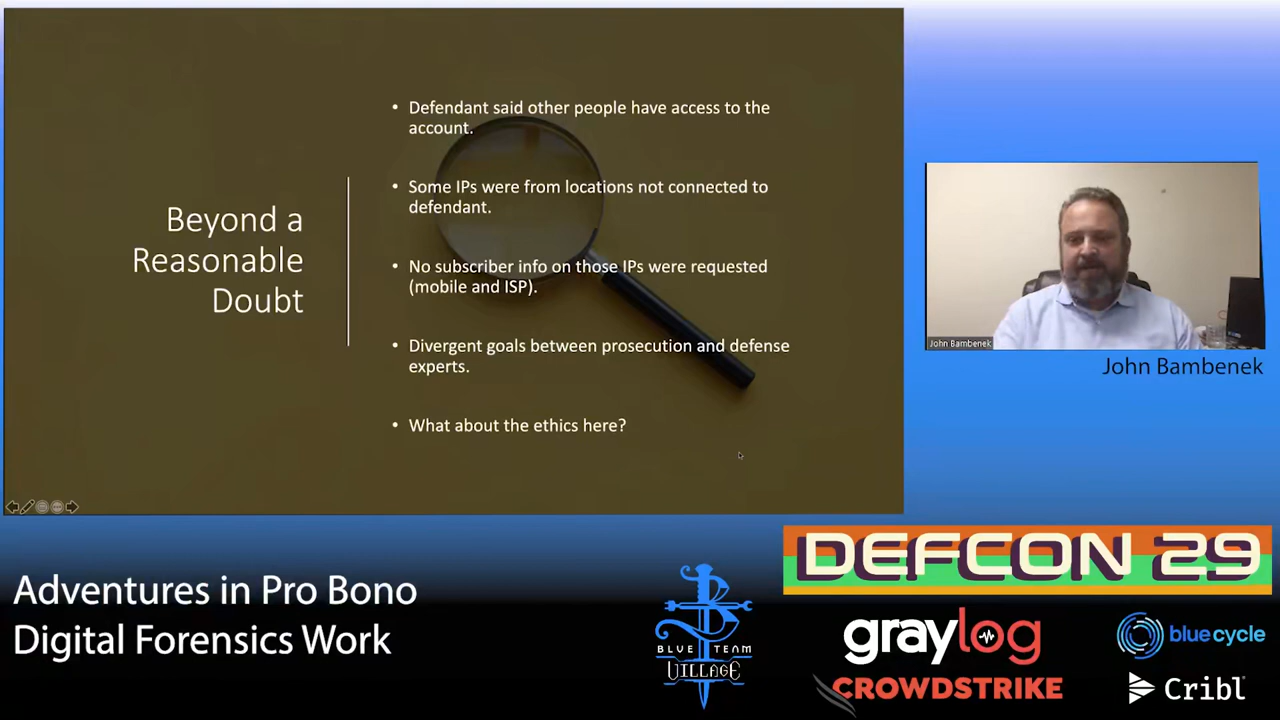 Beyond a
Reasonable
Doubt
• Defendant said other people have access to the
account.
• Some IPs were from locations not connected to
defendant.
• No subscriber info on those IPs were requested
(mobile and ISP).
• Divergent goals between prosecution and defense
experts.
• What about the ethics here?
John Bambenek
John Bambenek
Adventures in Pro Bono
Digital Forensics Work
BLUE TEAM
VILLAGE
DEFCON 29
graylog
bluecycle
CROWDSTRIKE
Cribl